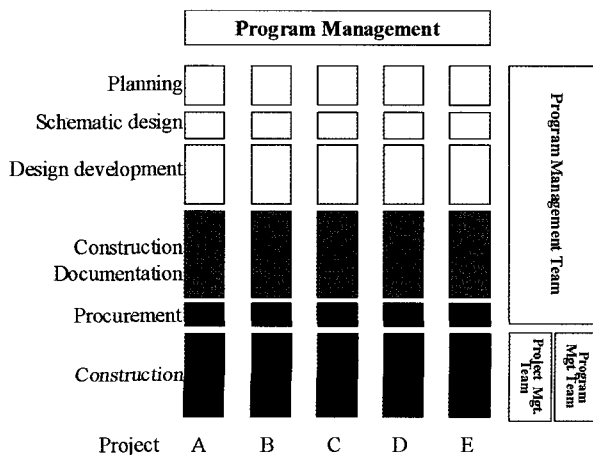 Program Management
Planning
Schematic design
Design development
Construction
Documentation
Procurement
Construction
Program Management Team
Project Mgt.
Team
Program
Mgt Team
Project A B C D E